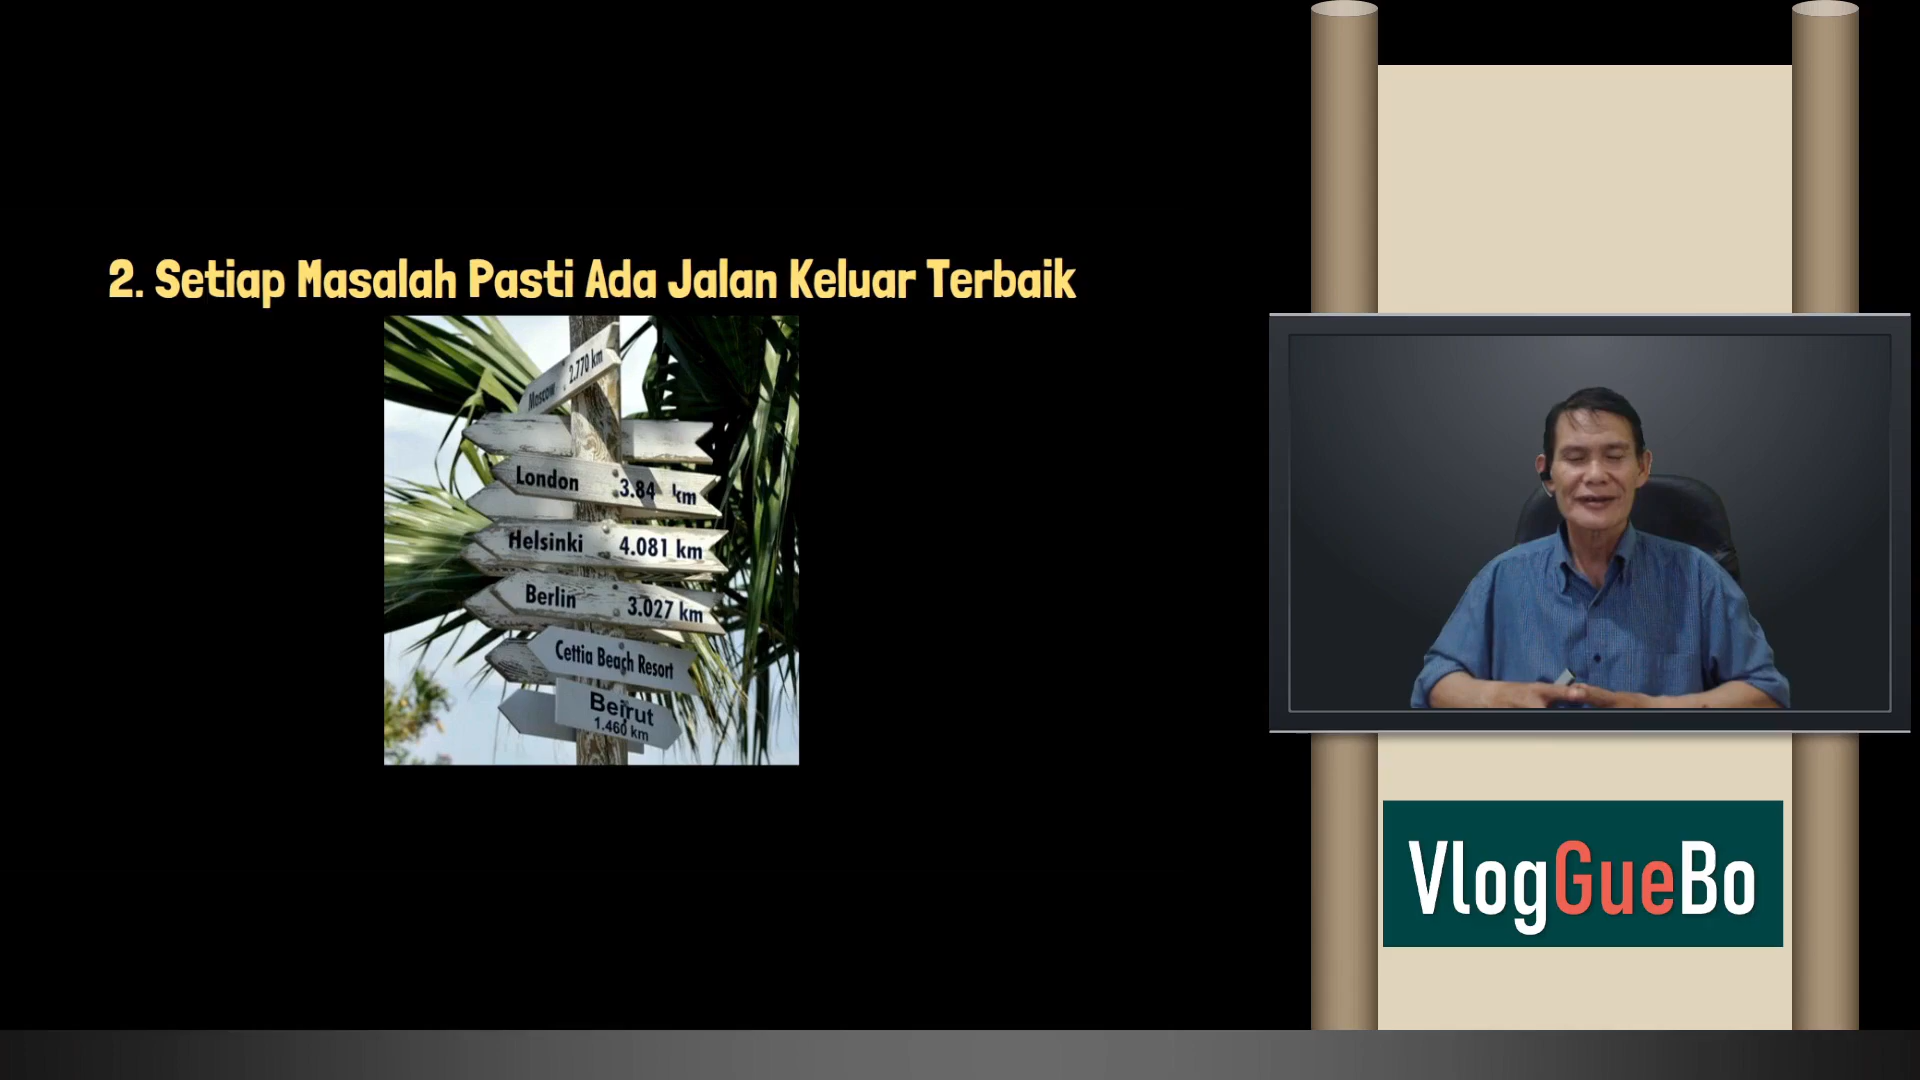 2. Setiap Masalah Pasti Ada Jalan Keluar Terbaik
Moscow 2.770 km
London 3.84 km
Helsinki 4.081 km
Berlin 3.027 km
Cettia Beach Resort
Beirut
1.460 km
VlogGueBo